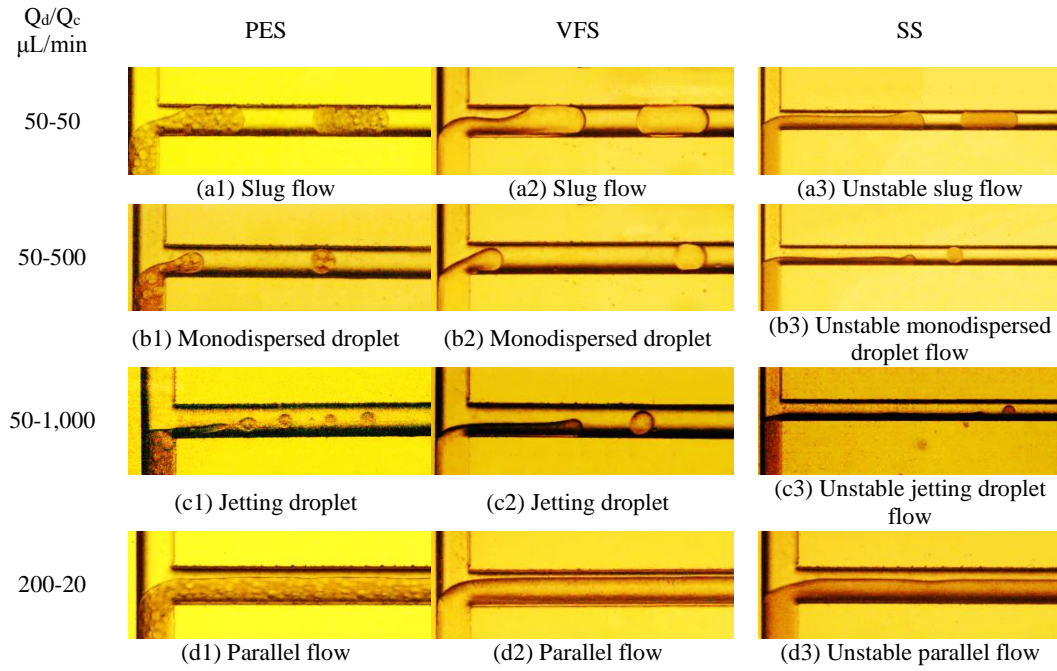 Qd/Qc
μL/min
PES
VFS
SS
50-50
(a1) Slug flow
(a2) Slug flow
(a3) Unstable slug flow
50-500
(b1) Monodispersed droplet
(b2) Monodispersed droplet
(b3) Unstable monodispersed
droplet flow
50-1,000
(c1) Jetting droplet
(c2) Jetting droplet
(c3) Unstable jetting droplet
flow
200-20
(d1) Parallel flow
(d2) Parallel flow
(d3) Unstable parallel flow